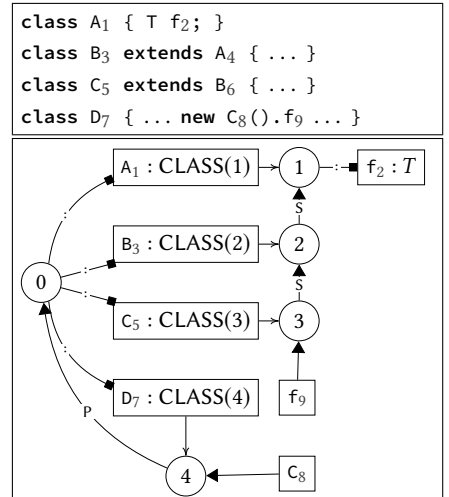 class A₁ { T f₂; }
class B₃ extends A₄ { ... }
class C₅ extends B₆ { ... }
class D₇ { ... new C₈().f₉ ... }
A₁ : CLASS(1)
1
:
f₂ : T
:
S
B₃ : CLASS(2)
2
:
0
:
S
C₅ : CLASS(3)
3
:
D₇ : CLASS(4)
f₉
P
4
C₈